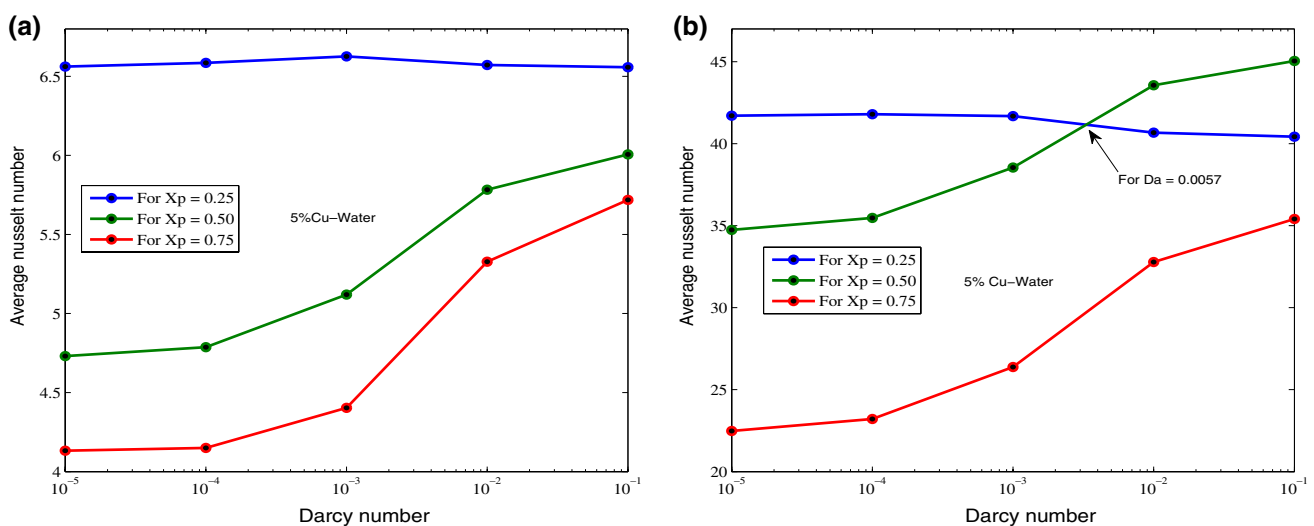 (a)
Average nusselt number
6.5
6
5.5
5
4.5
4
For Xp = 0.25
For Xp = 0.50
For Xp = 0.75
5%Cu–Water
10⁻⁵ 10⁻⁴ 10⁻³ 10⁻² 10⁻¹
Darcy number
(b)
Average nusselt number
45
40
35
30
25
20
For Da = 0.0057
For Xp = 0.25
For Xp = 0.50
For Xp = 0.75
5% Cu–Water
10⁻⁵ 10⁻⁴ 10⁻³ 10⁻² 10⁻¹
Darcy number